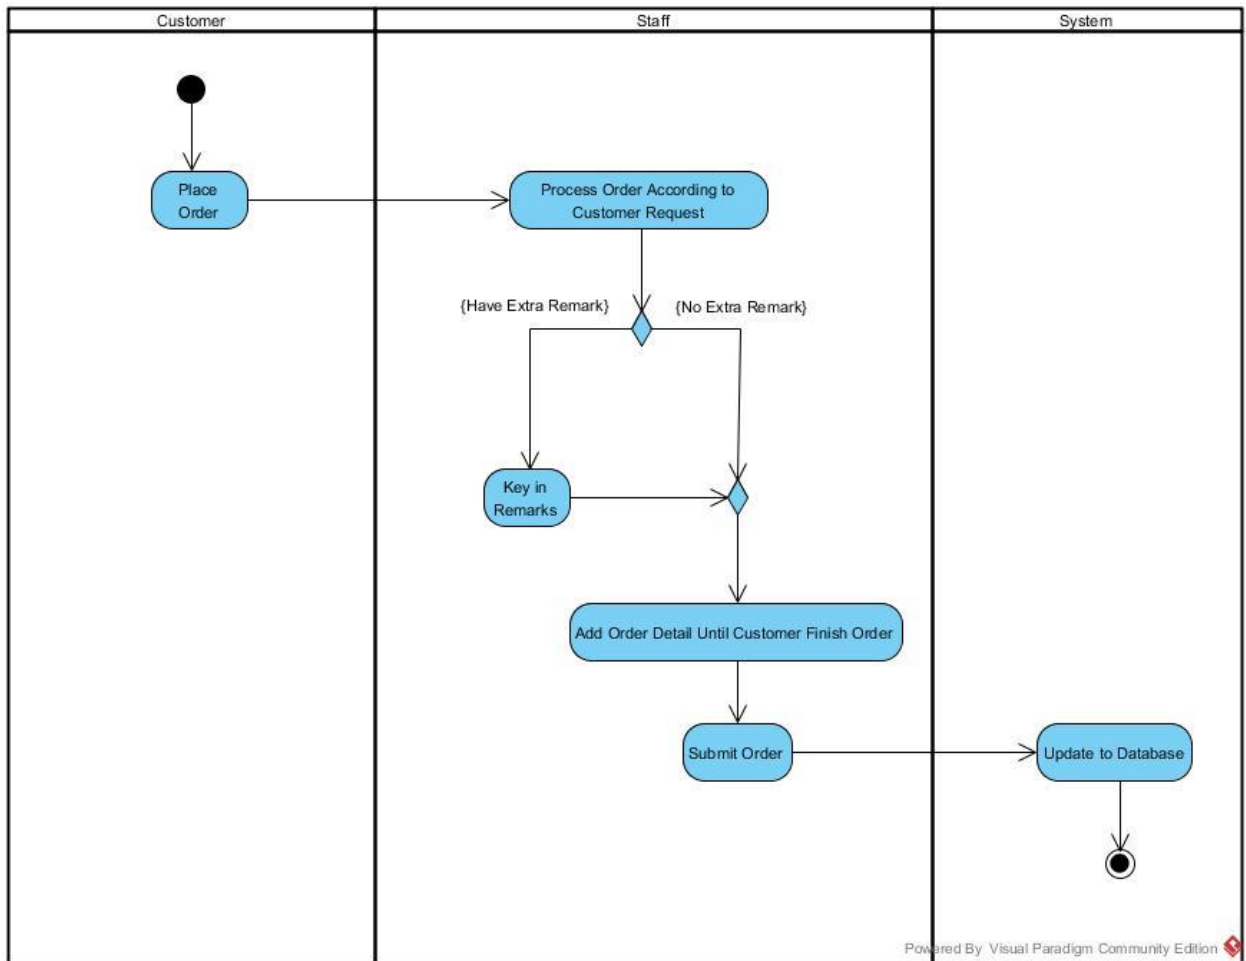 Customer
Staff
System
Place
Order
Process Order According to
Customer Request
{Have Extra Remark}
{No Extra Remark}
Key in
Remarks
Add Order Detail Until Customer Finish Order
Submit Order
Update to Database
Powered By Visual Paradigm Community Edition